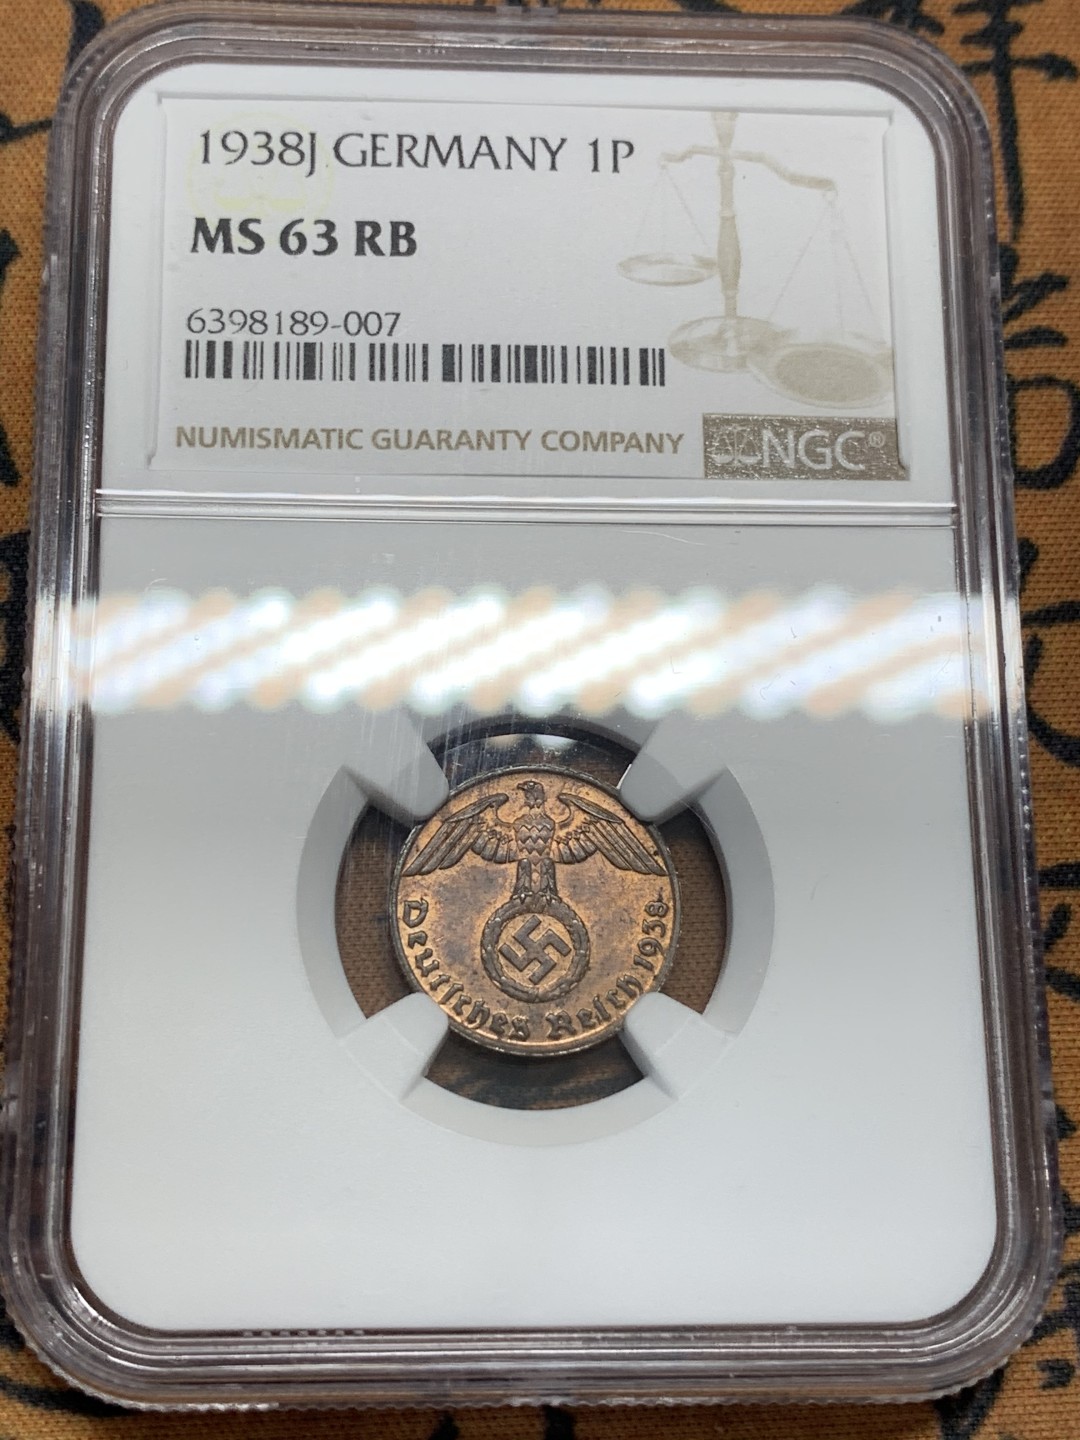 1938J GERMANY 1P
MS 63 RB
6398189-007
NUMISMATIC GUARANTY COMPANY
NGC®
Deutsches Reich 1938